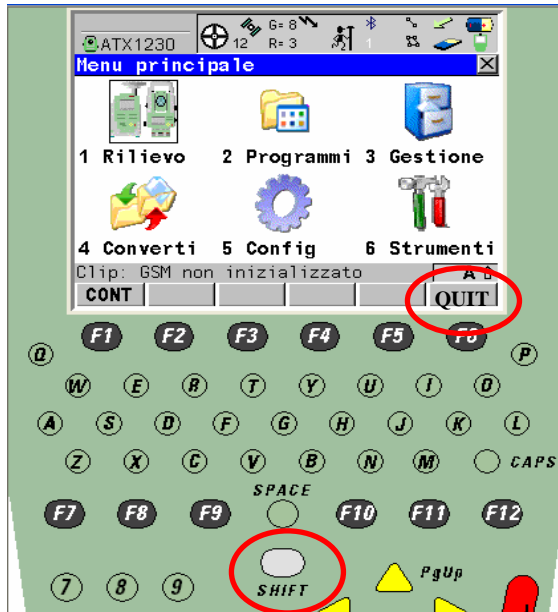 G= 8
ATX1230 12 R= 3 1
Menu principale
1 Rilievo 2 Programmi 3 Gestione
4 Converti 5 Config 6 Strumenti
Clip: GSM non inizializzato A
CONT QUIT
F1 F2 F3 F4 F5 F6
Q P
W E R T Y U I O
A S D F G H J K L
Z X C V B N M CAPS
SPACE
F7 F8 F9 F10 F11 F12
PgUp
7 8 9 SHIFT